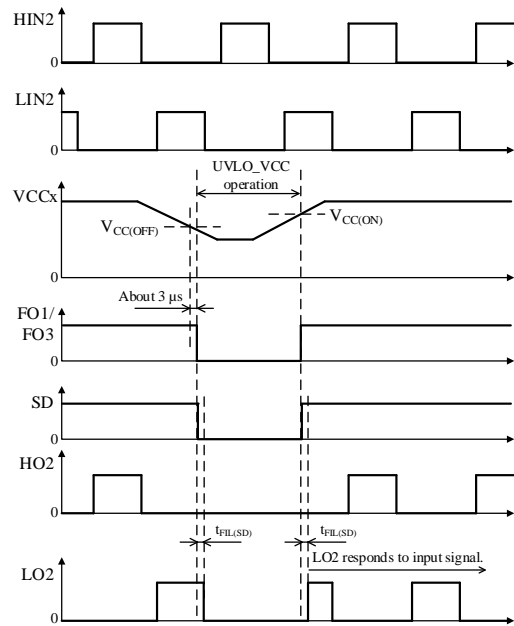 HIN2
0
LIN2
0
UVLO_VCC
operation
VCCx
VCC(OFF)
VCC(ON)
0
About 3 µs
FO1/
FO3
0
SD
0
HO2
0
tFIL(SD)
tFIL(SD)
LO2 responds to input signal.
LO2
0